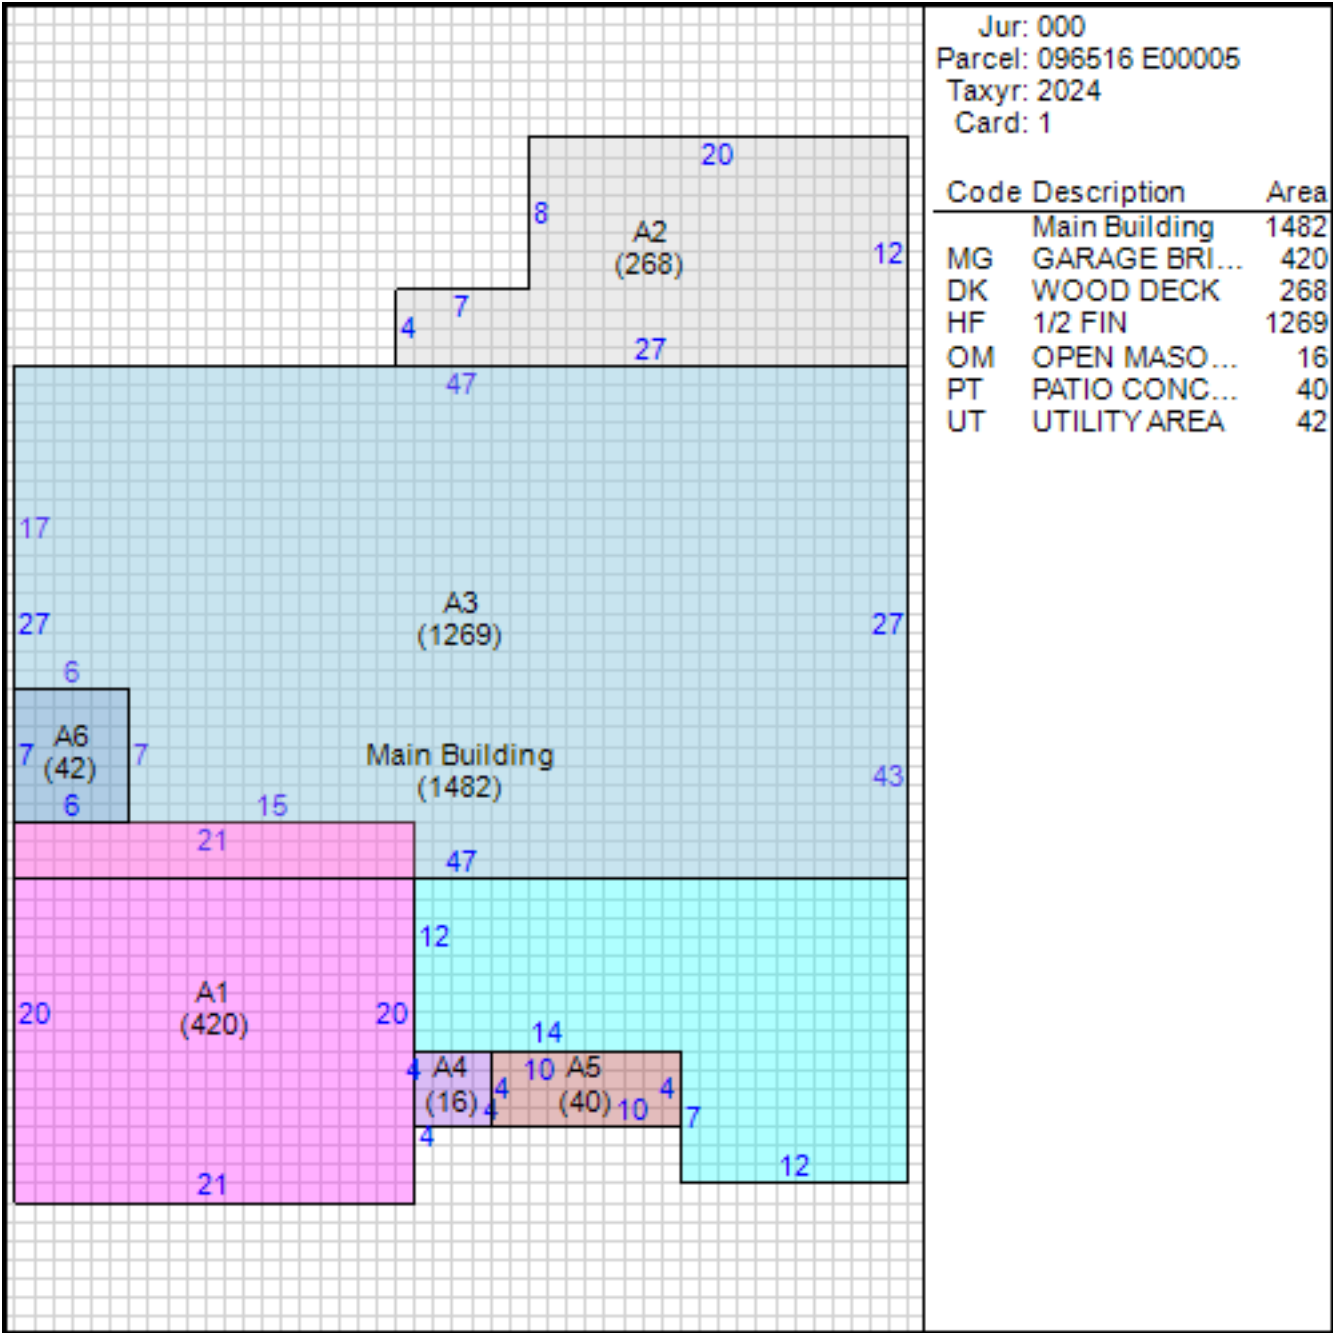 Jur: 000
Parcel: 096516 E00005
Taxyr: 2024
Card: 1
Code Description Area
Main Building 1482
MG GARAGE BRI... 420
DK WOOD DECK 268
HF 1/2 FIN 1269
OM OPEN MASO... 16
PT PATIO CONC... 40
UT UTILITY AREA 42
20
8
A2
(268)
12
7
4
27
47
17
A3
(1269)
27
27
6
A6
(42)
7
7
6
Main Building
(1482)
43
15
21
47
12
A1
(420)
20
20
14
4
A4
(16)
4
4
10
A5
(40)
4
10
7
4
12
21